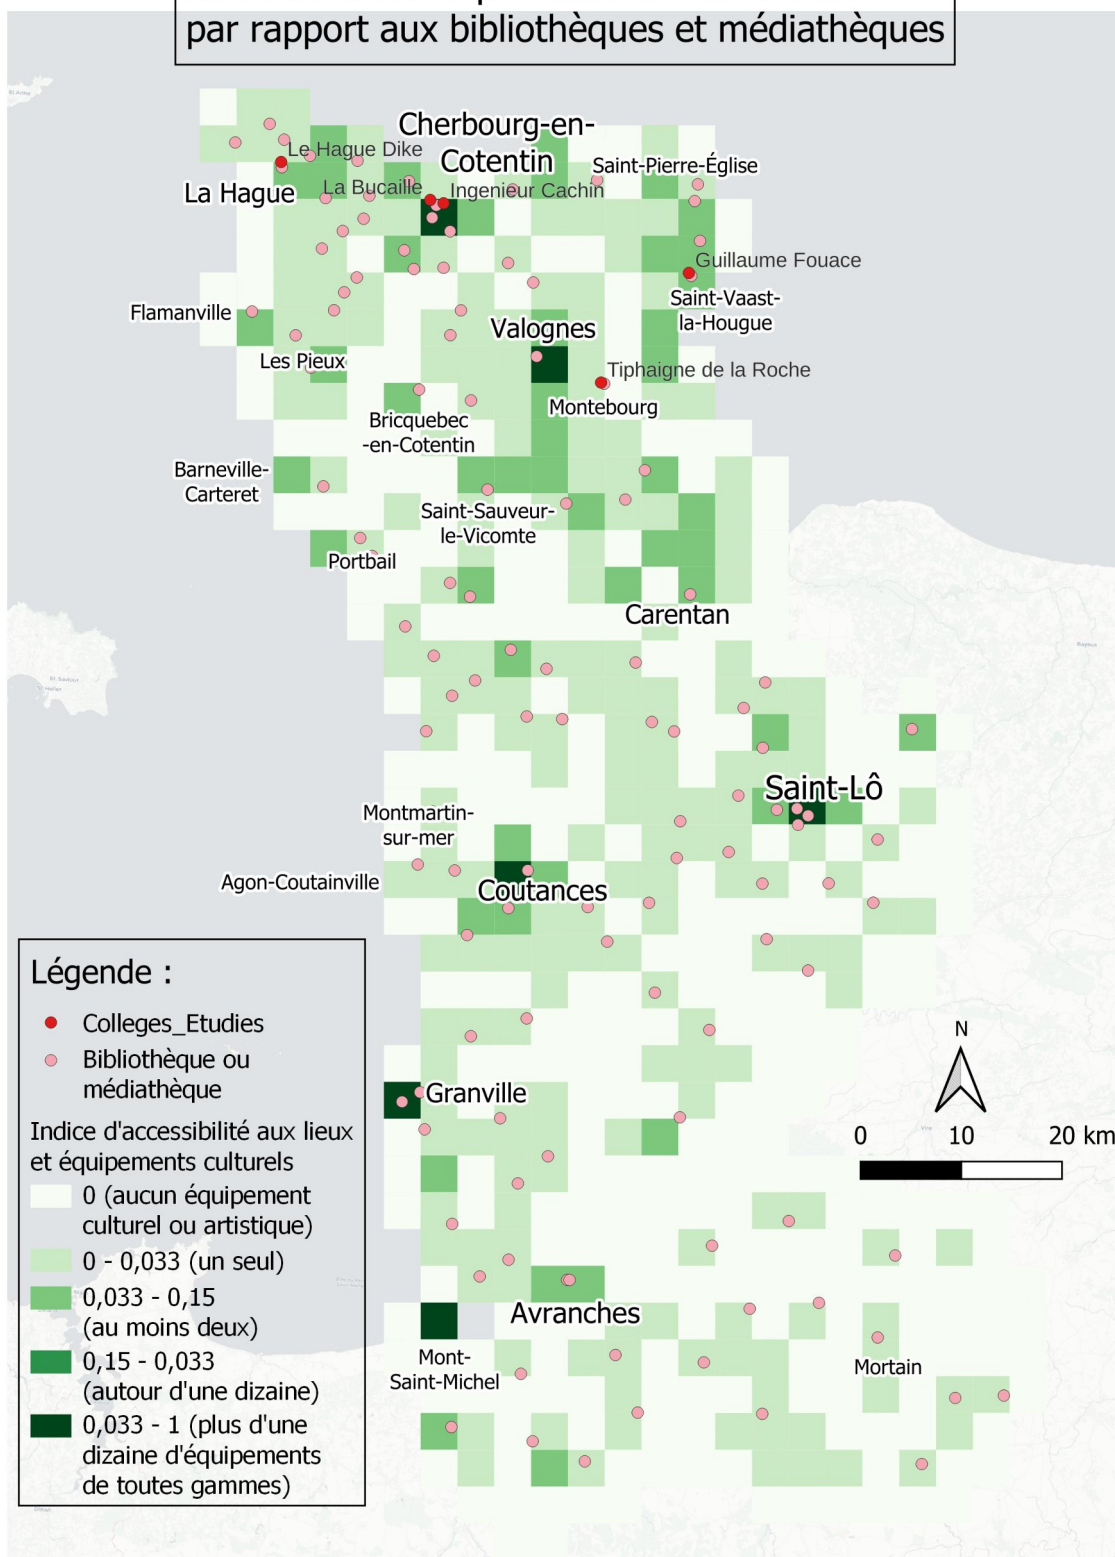 par rapport aux bibliothèques et médiathèques
Cherbourg-en-
Cotentin
Le Hague Dike
La Hague
La Bucaille
Ingenieur Cachin
Saint-Pierre-Église
Guillaume Fouace
Saint-Vaast-
la-Hougue
Flamanville
Valognes
Les Pieux
Tiphaigne de la Roche
Montebourg
Bricquebec
-en-Cotentin
Barneville-
Carteret
Saint-Sauveur-
le-Vicomte
Portbail
Carentan
Saint-Lô
Montmartin-
sur-mer
Agon-Coutainville
Coutances
Granville
Avranches
Mont-
Saint-Michel
Mortain
N
0 10 20 km
Légende :
Colleges_Etudies
Bibliothèque ou
médiathèque
Indice d'accessibilité aux lieux
et équipements culturels
0 (aucun équipement
culturel ou artistique)
0 - 0,033 (un seul)
0,033 - 0,15
(au moins deux)
0,15 - 0,033
(autour d'une dizaine)
0,033 - 1 (plus d'une
dizaine d'équipements
de toutes gammes)